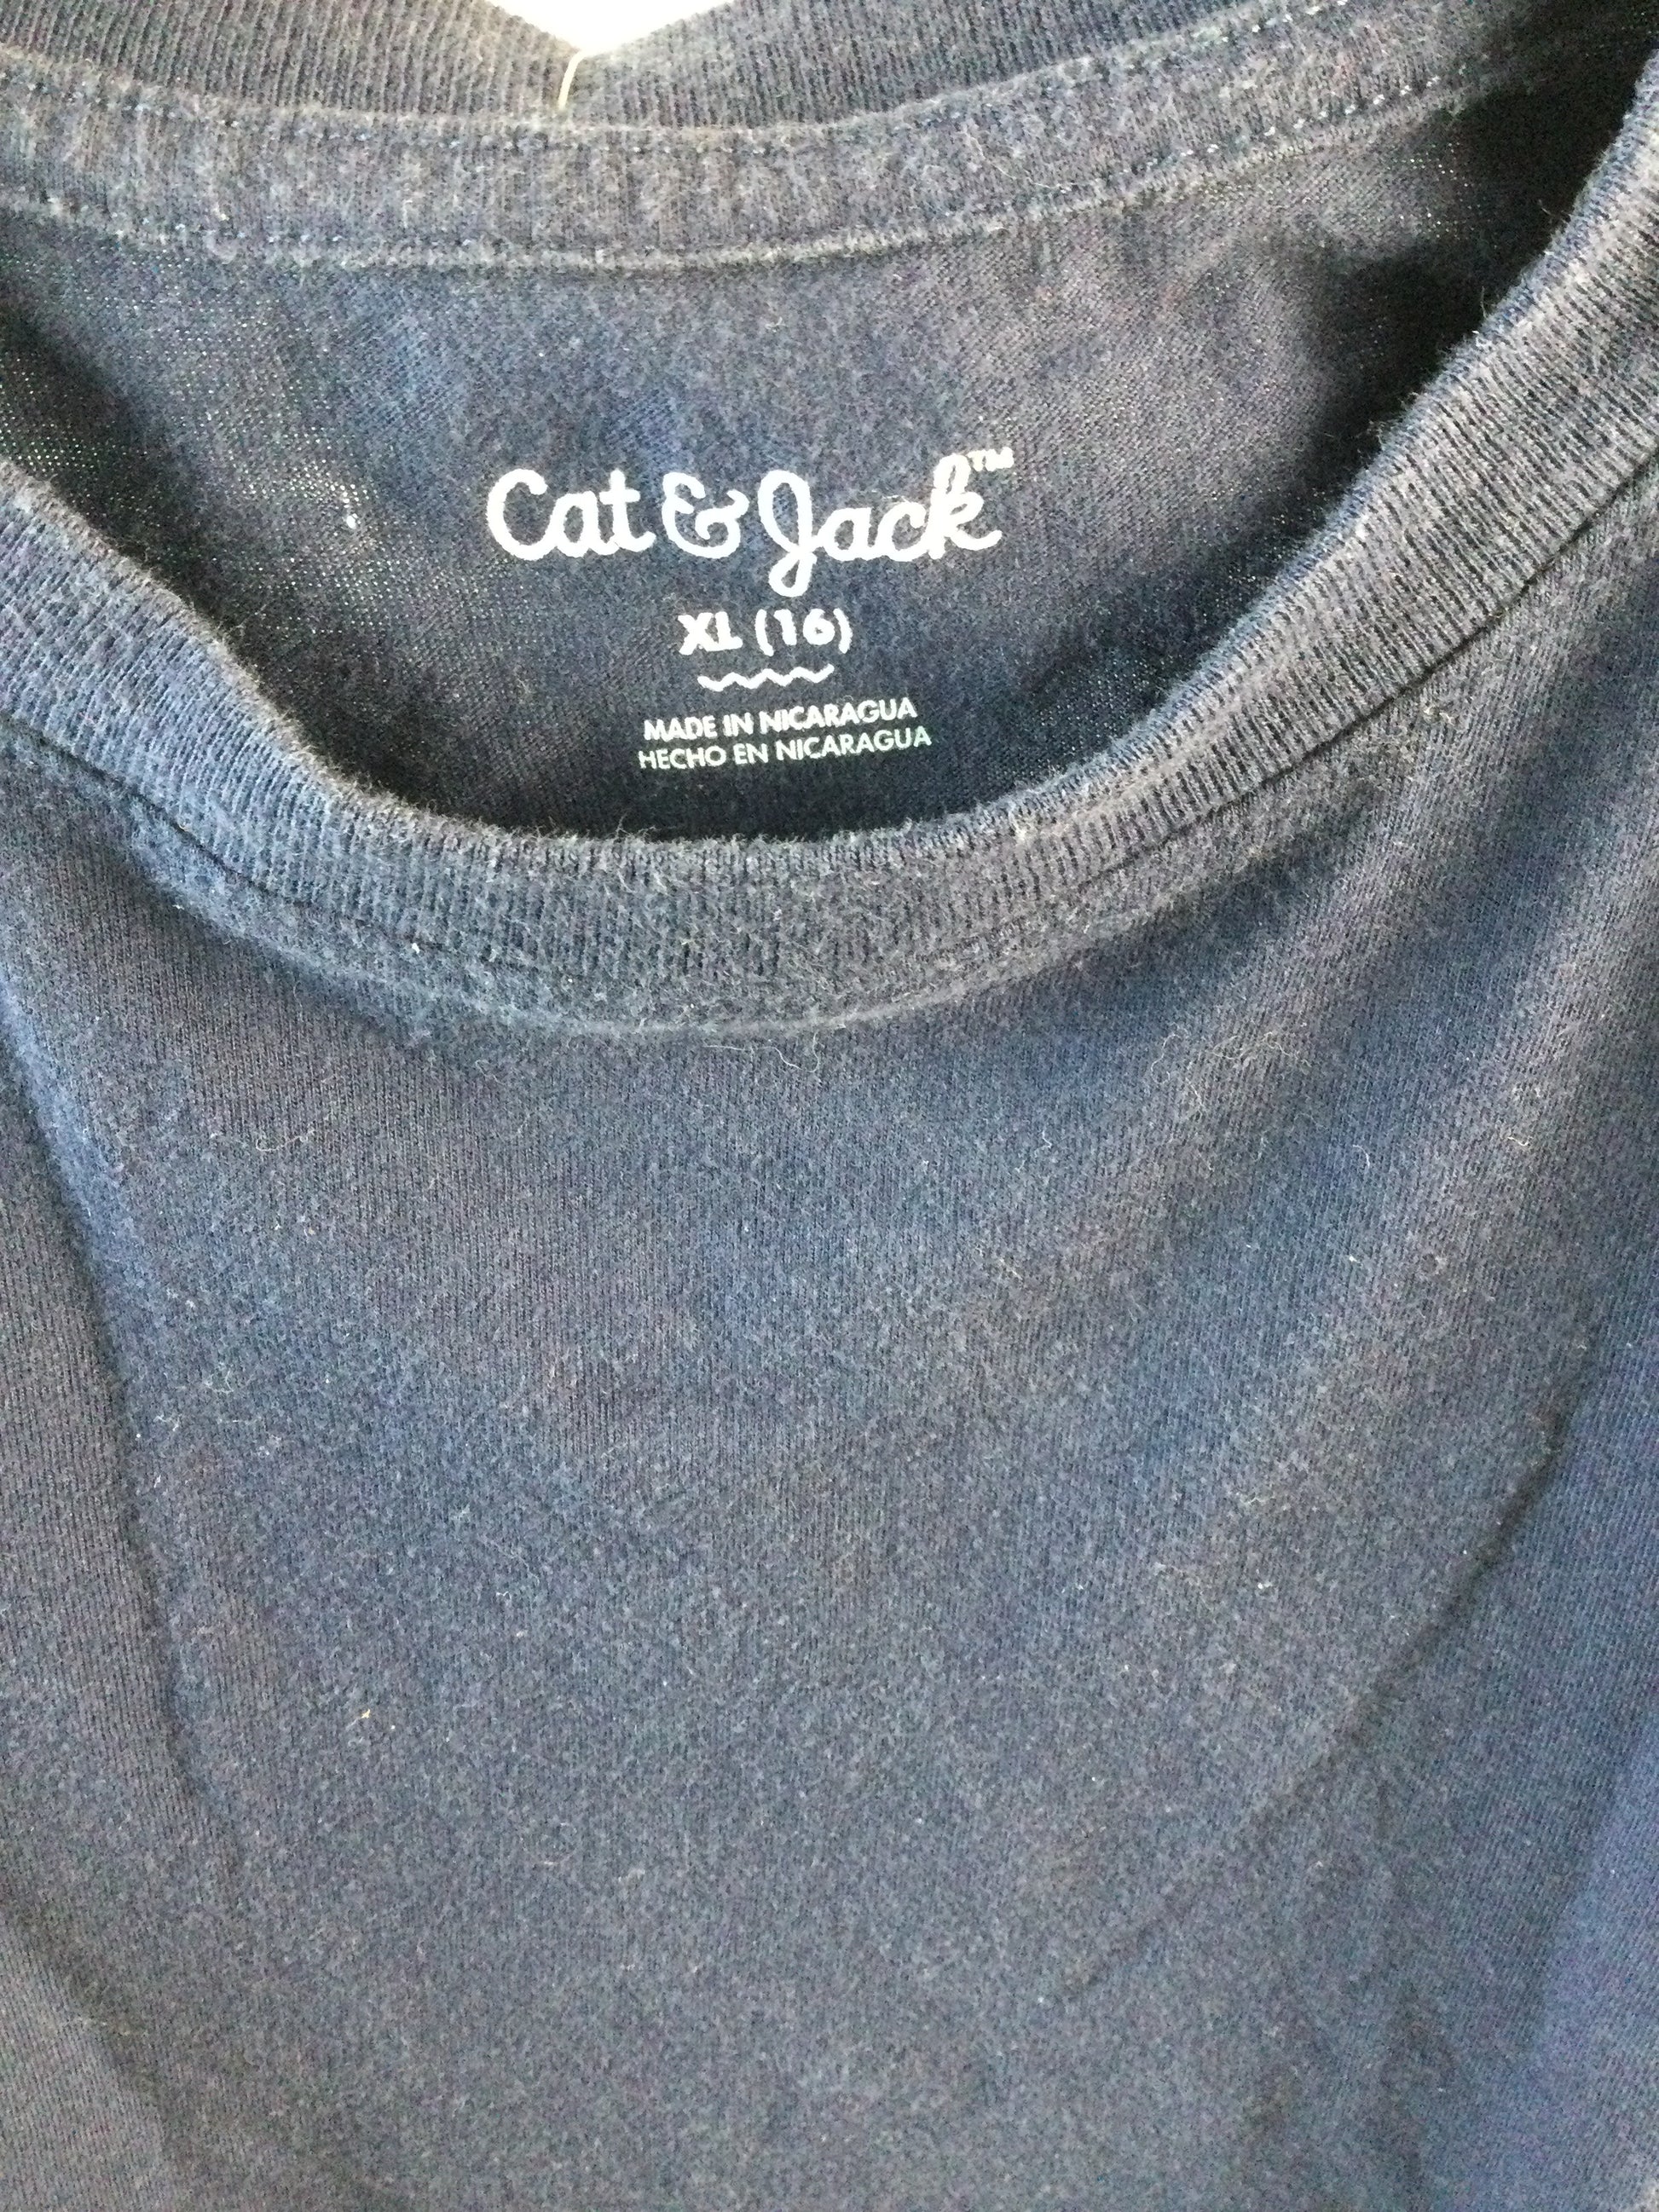 Cat & Jack™
XL (16)
MADE IN NICARAGUA
HECHO EN NICARAGUA